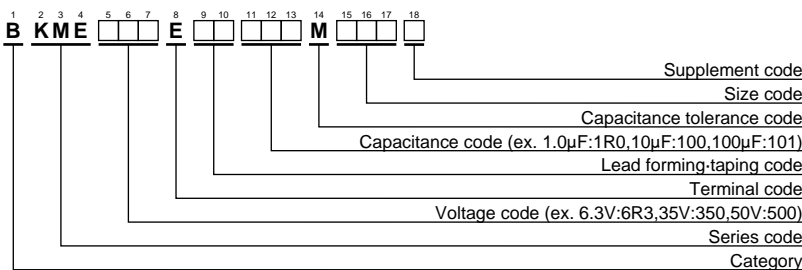 1 2 3 4 5 6 7 8 9 10 11 12 13 14 15 16 17 18
B KME E M
Supplement code
Size code
Capacitance tolerance code
Capacitance code (ex. 1.0μF:1R0,10μF:100,100μF:101)
Lead forming·taping code
Terminal code
Voltage code (ex. 6.3V:6R3,35V:350,50V:500)
Series code
Category